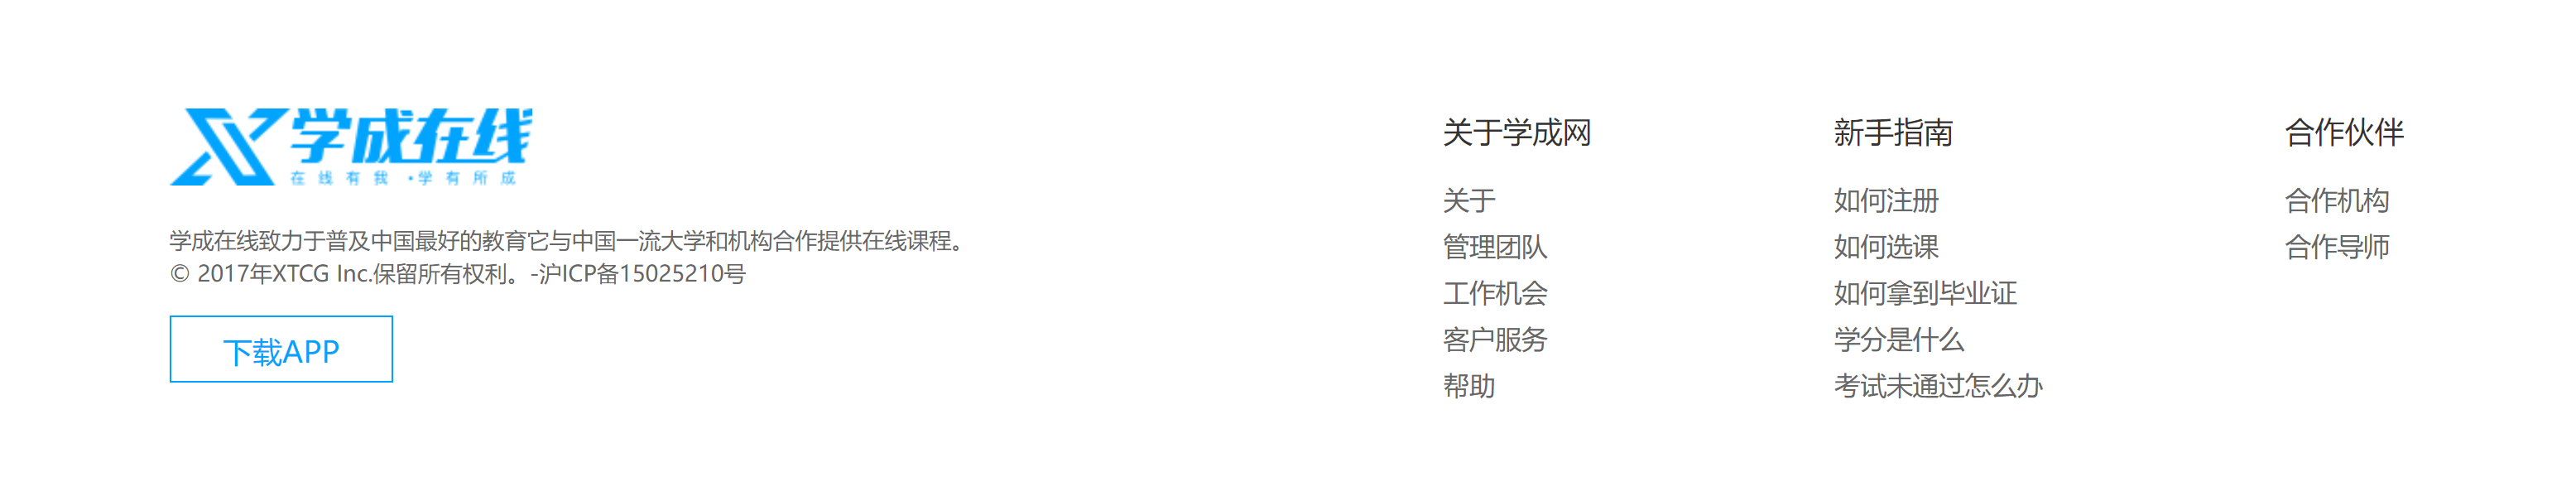 学成在线
在线有我·学有所成
学成在线致力于普及中国最好的教育它与中国一流大学和机构合作提供在线课程。
© 2017年XTCG Inc.保留所有权利。-沪ICP备15025210号
下载APP
关于学成网
关于
管理团队
工作机会
客户服务
帮助
新手指南
如何注册
如何选课
如何拿到毕业证
学分是什么
考试未通过怎么办
合作伙伴
合作机构
合作导师